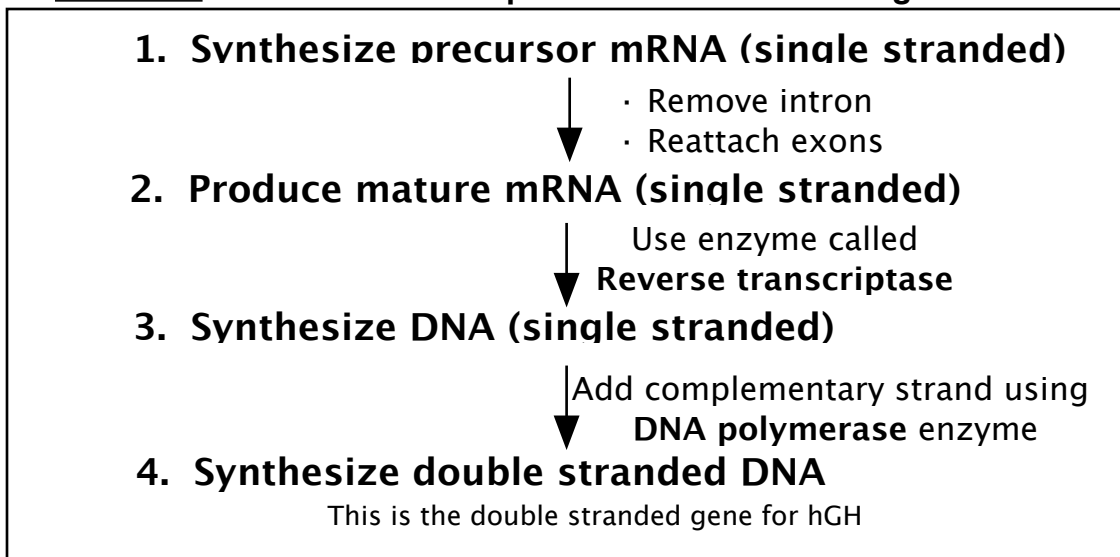 1. Synthesize precursor mRNA (single stranded)
· Remove intron
· Reattach exons
2. Produce mature mRNA (single stranded)
Use enzyme called
Reverse transcriptase
3. Synthesize DNA (single stranded)
Add complementary strand using
DNA polymerase enzyme
4. Synthesize double stranded DNA
This is the double stranded gene for hGH